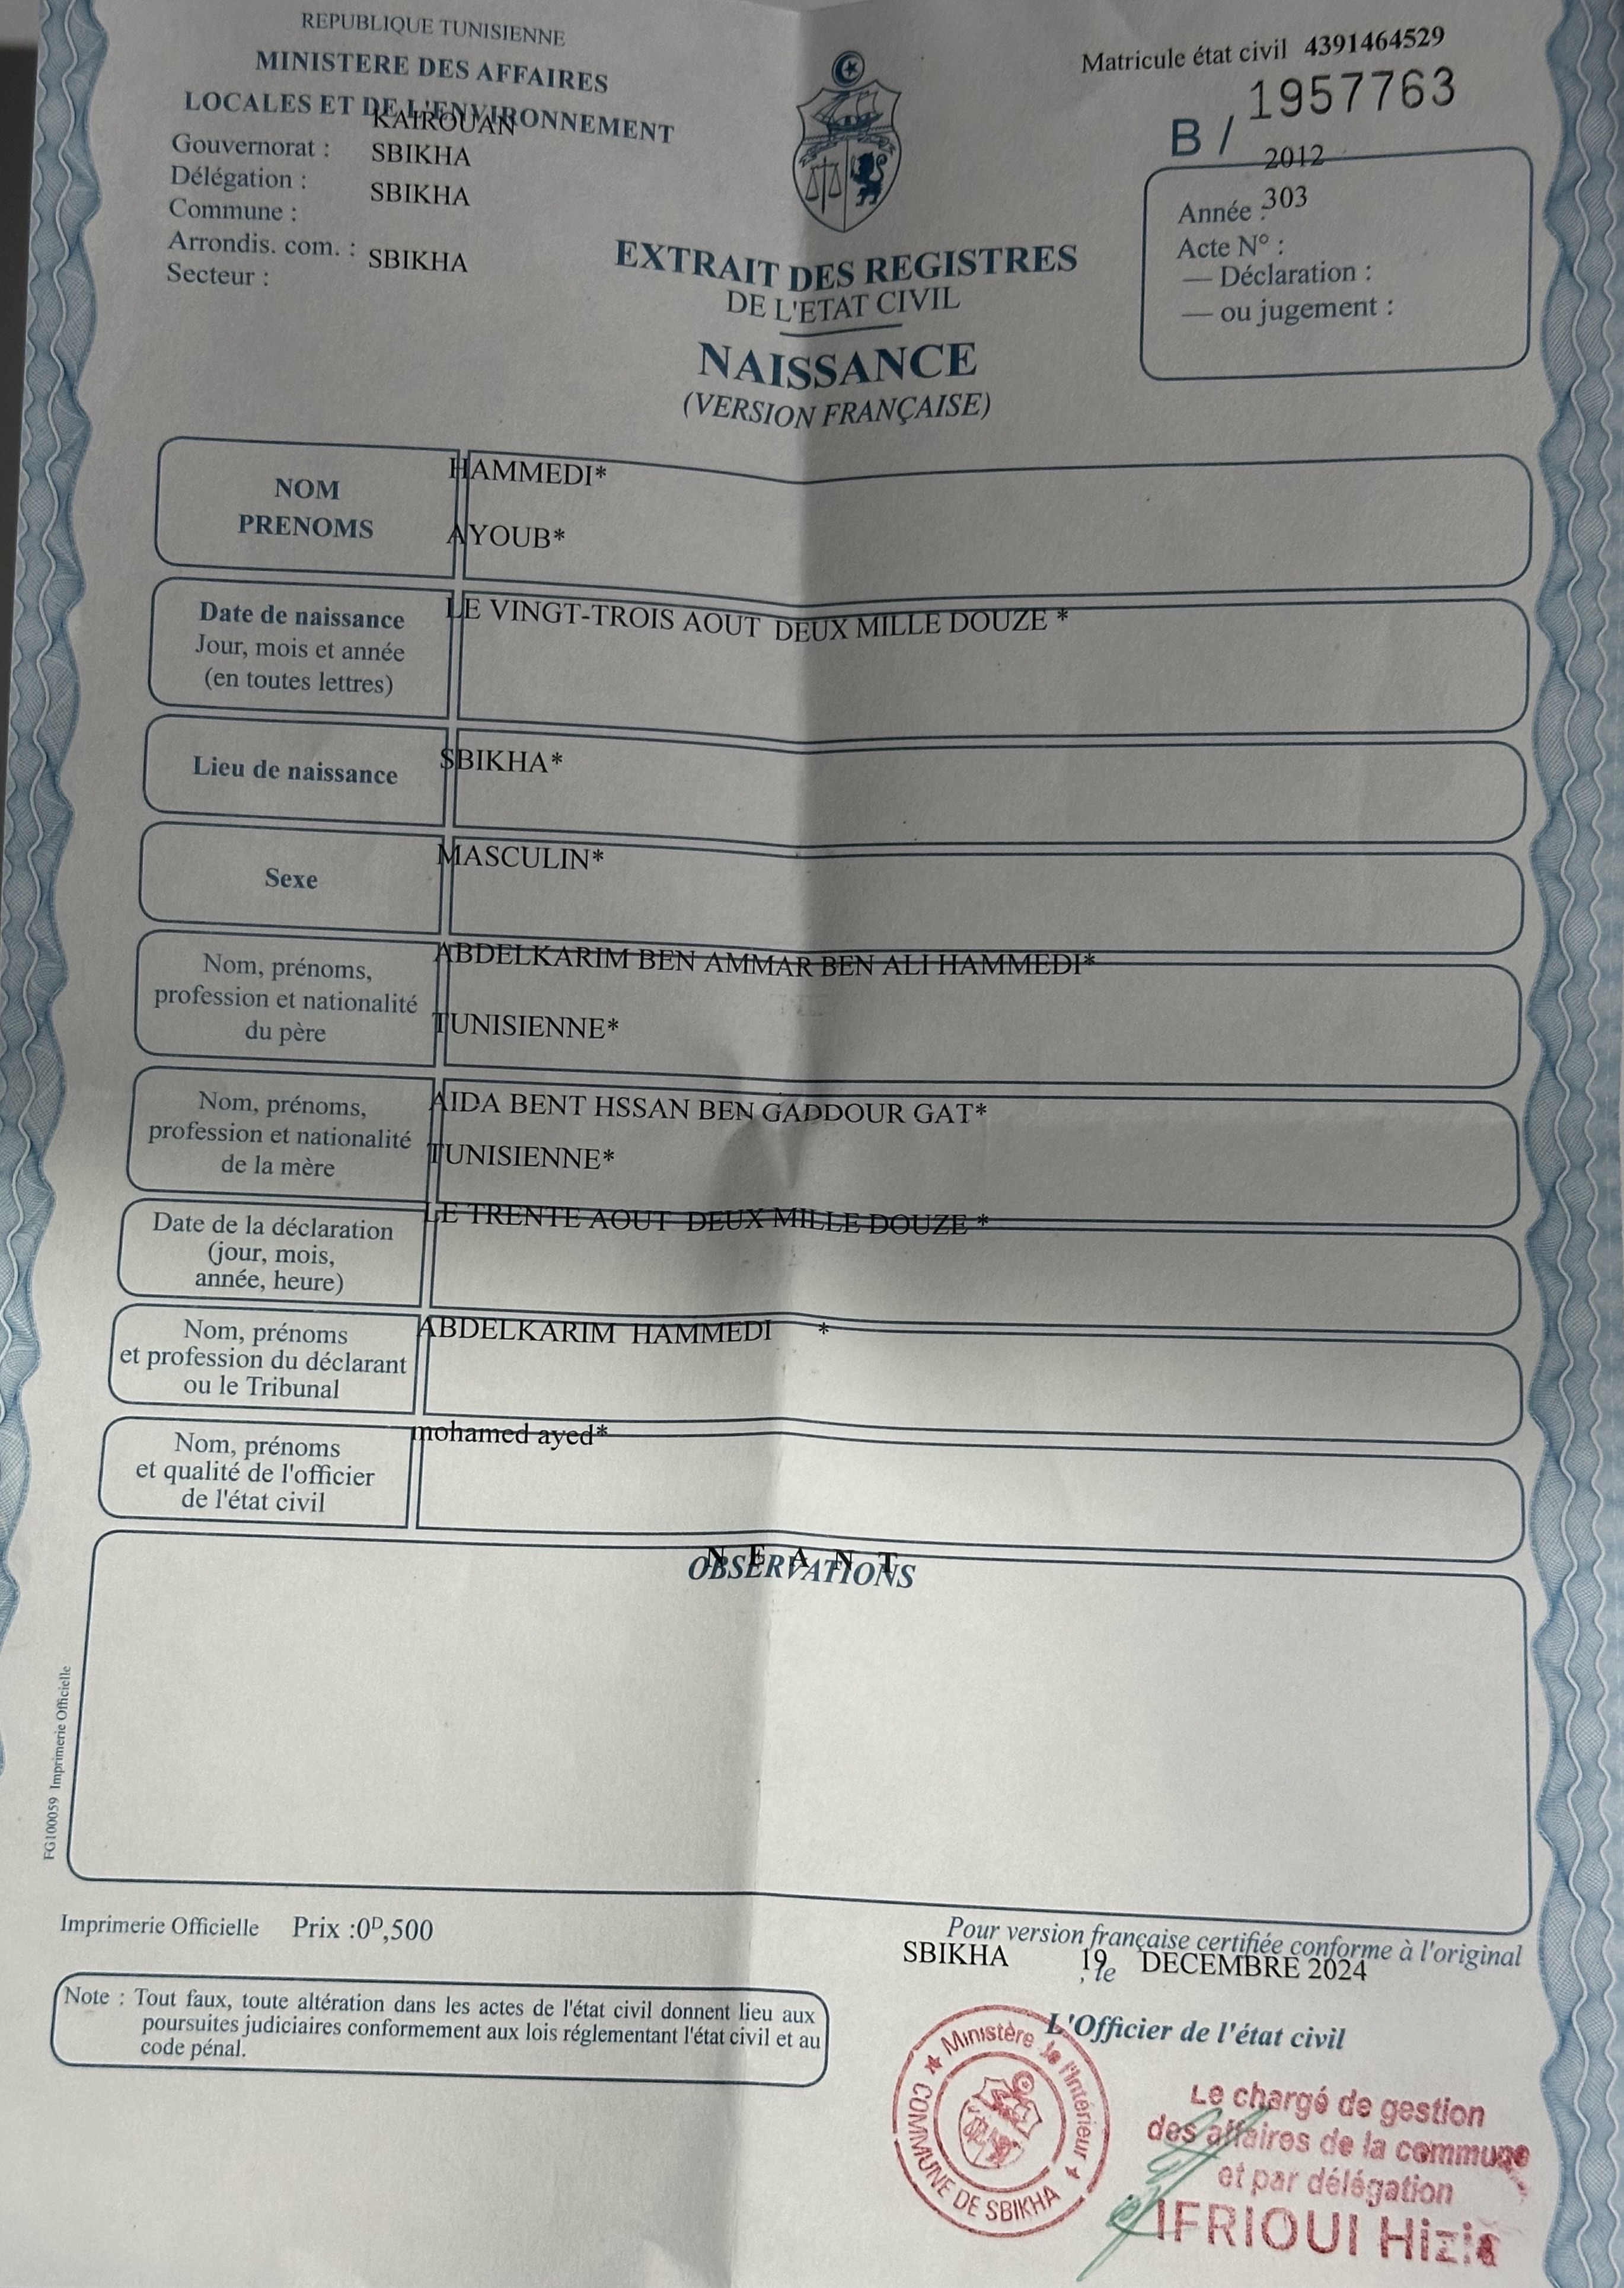 REPUBLIQUE TUNISIENNE
MINISTERE DES AFFAIRES
LOCALES ET DE L'ENVIRONNEMENT
KAIROUAN
Gouvernorat :
SBIKHA
Délégation :
SBIKHA
Commune :
Arrondis. com. :
SBIKHA
Secteur :
Matricule état civil 4391464529
B / 1957763
2012
Année :
303
Acte N° :
— Déclaration :
— ou jugement :
EXTRAIT DES REGISTRES
DE L'ETAT CIVIL
NAISSANCE
(VERSION FRANÇAISE)
NOM
PRENOMS
HAMMEDI*
AYOUB*
Date de naissance
Jour, mois et année
(en toutes lettres)
LE VINGT-TROIS AOUT DEUX MILLE DOUZE *
Lieu de naissance
SBIKHA*
Sexe
MASCULIN*
Nom, prénoms,
profession et nationalité
du père
ABDELKARIM BEN AMMAR BEN ALI HAMMEDI*
TUNISIENNE*
Nom, prénoms,
profession et nationalité
de la mère
AIDA BENT HSSAN BEN GADDOUR GAT*
TUNISIENNE*
Date de la déclaration
(jour, mois,
année, heure)
LE TRENTE AOUT DEUX MILLE DOUZE *
Nom, prénoms
et profession du déclarant
ou le Tribunal
ABDELKARIM HAMMEDI *
Nom, prénoms
et qualité de l'officier
de l'état civil
mohamed ayed*
N E A N T
OBSERVATIONS
FG100059 Imprimerie Officielle
Imprimerie Officielle Prix :0D,500
Pour version française certifiée conforme à l'original
SBIKHA , le 19 DECEMBRE 2024
Note : Tout faux, toute altération dans les actes de l'état civil donnent lieu aux
poursuites judiciaires conformement aux lois réglementant l'état civil et au
code pénal.
L'Officier de l'état civil
Ministère de l'Intérieur
COMMUNE DE SBIKHA
Le chargé de gestion
des affaires de la commune
et par délégation
IFRIOUI Hizia